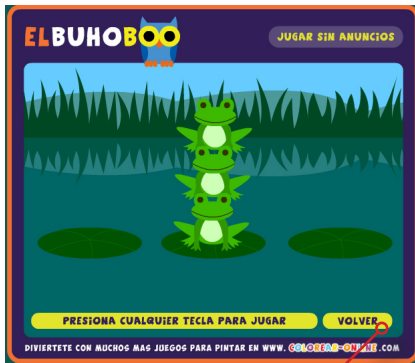 ELBUHOBOO
JUGAR SIN ANUNCIOS
PRESIONA CUALQUIER TECLA PARA JUGAR
VOLVER
DIVIERTETE CON MUCHOS MAS JUEGOS PARA PINTAR EN WWW. COLOREAR-ONLINE .COM